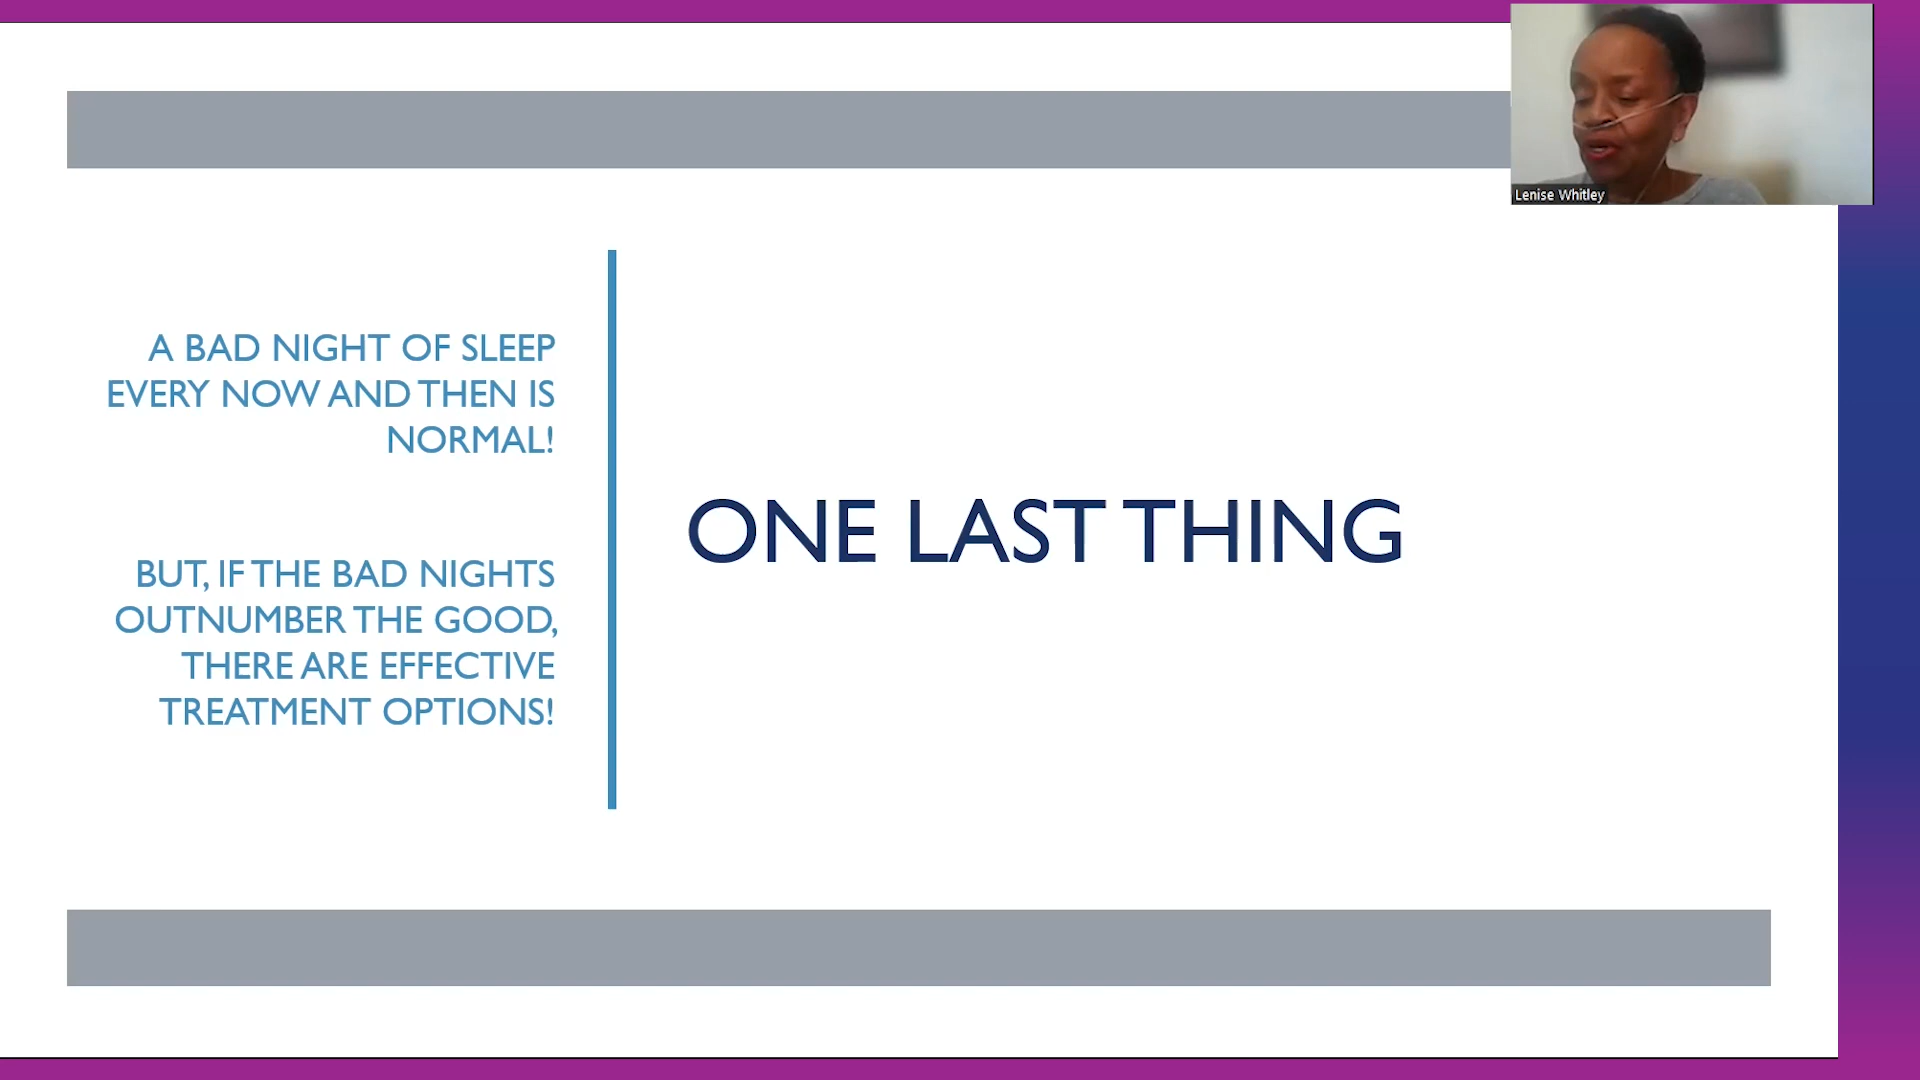 Lenise Whitley
A BAD NIGHT OF SLEEP
EVERY NOW AND THEN IS
NORMAL!
BUT, IF THE BAD NIGHTS
OUTNUMBER THE GOOD,
THERE ARE EFFECTIVE
TREATMENT OPTIONS!
ONE LAST THING